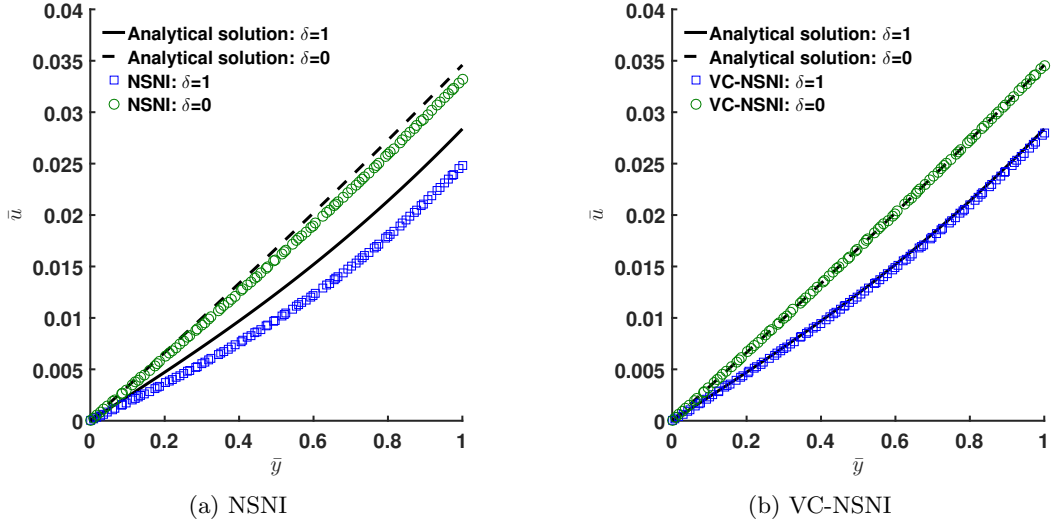 Analytical solution: δ=1
Analytical solution: δ=0
NSNI: δ=1
NSNI: δ=0
0.04
0.035
0.03
0.025
0.02
0.015
0.01
0.005
0
ū
0 0.2 0.4 0.6 0.8 1
ȳ
(a) NSNI
Analytical solution: δ=1
Analytical solution: δ=0
VC-NSNI: δ=1
VC-NSNI: δ=0
0.04
0.035
0.03
0.025
0.02
0.015
0.01
0.005
0
ū
0 0.2 0.4 0.6 0.8 1
ȳ
(b) VC-NSNI